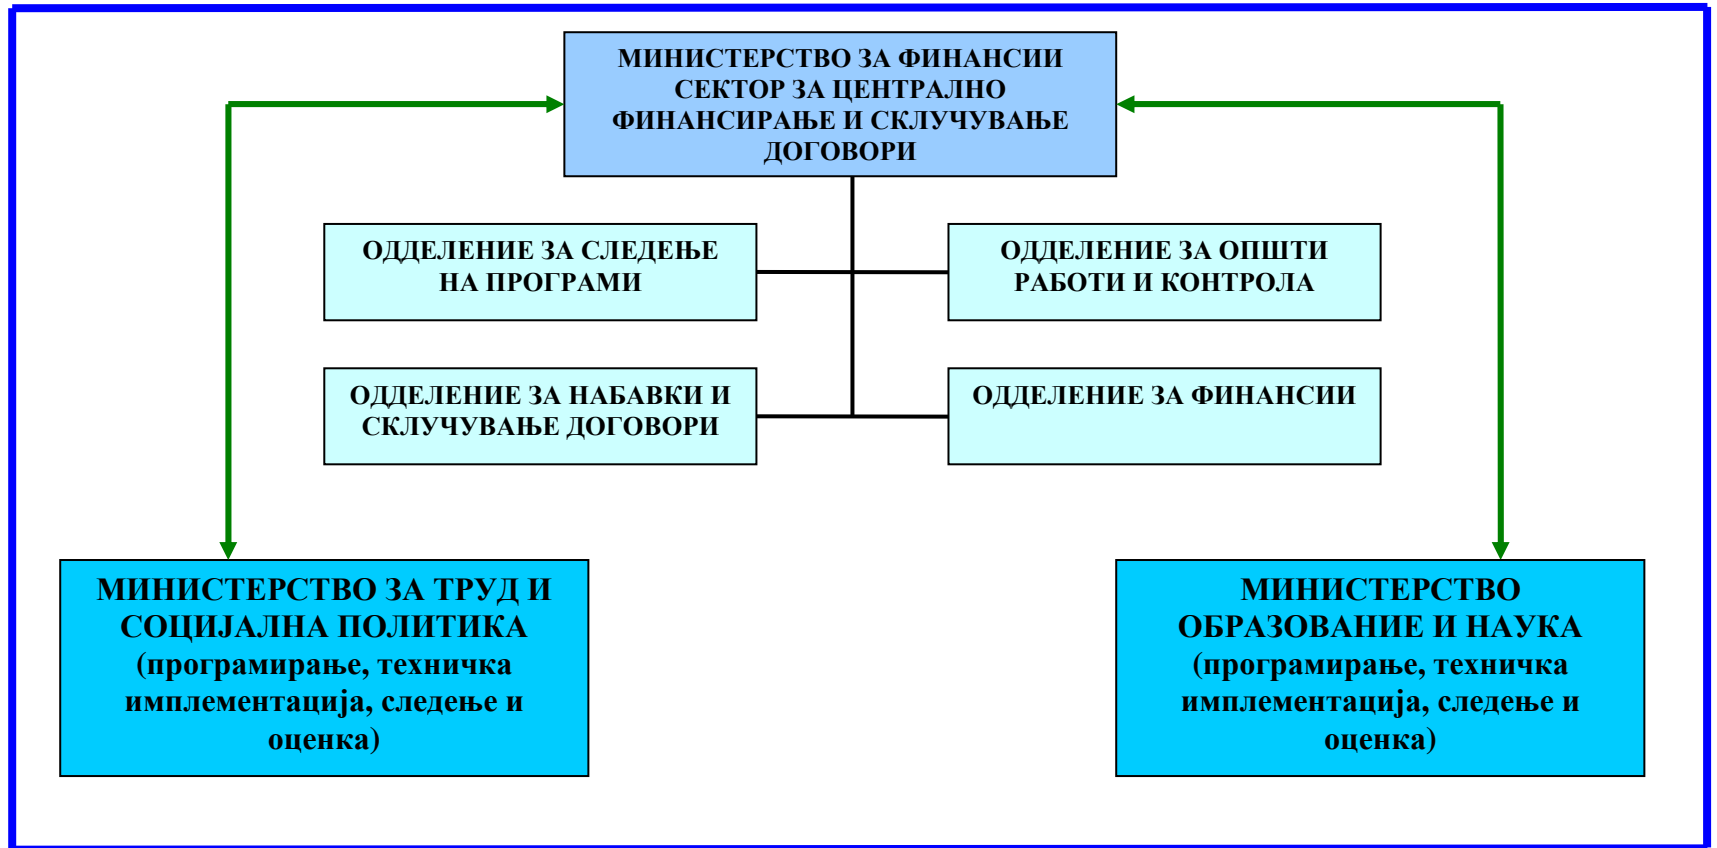 МИНИСТЕРСТВО ЗА ФИНАНСИИ
СЕКТОР ЗА ЦЕНТРАЛНО
ФИНАНСИРАЊЕ И СКЛУЧУВАЊЕ
ДОГОВОРИ
ОДДЕЛЕНИЕ ЗА СЛЕДЕЊЕ
НА ПРОГРАМИ
ОДДЕЛЕНИЕ ЗА ОПШТИ
РАБОТИ И КОНТРОЛА
ОДДЕЛЕНИЕ ЗА НАБАВКИ И
СКЛУЧУВАЊЕ ДОГОВОРИ
ОДДЕЛЕНИЕ ЗА ФИНАНСИИ
МИНИСТЕРСТВО ЗА ТРУД И
СОЦИЈАЛНА ПОЛИТИКА
(програмирање, техничка
имплементација, следење и
оценка)
МИНИСТЕРСТВО
ОБРАЗОВАНИЕ И НАУКА
(програмирање, техничка
имплементација, следење и
оценка)